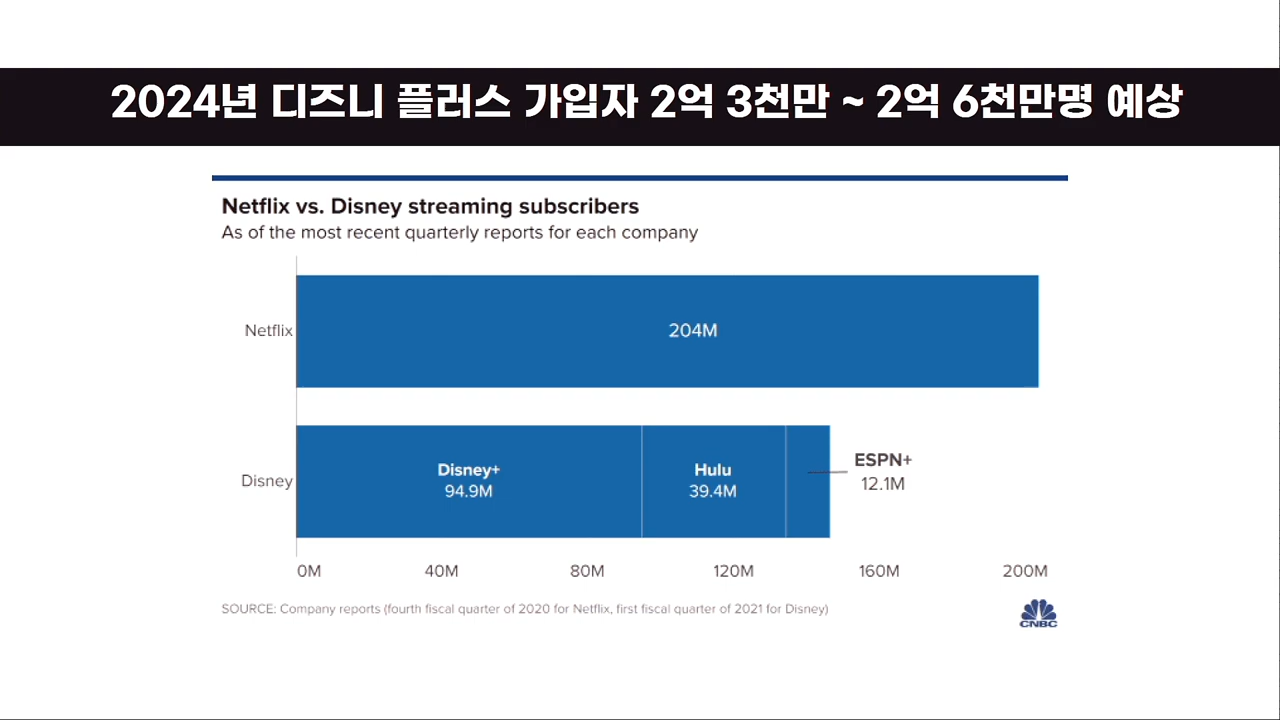 2024년 디즈니 플러스 가입자 2억 3천만 ~ 2억 6천만명 예상
Netflix vs. Disney streaming subscribers
As of the most recent quarterly reports for each company
Netflix
204M
Disney
Disney+
94.9M
Hulu
39.4M
ESPN+
12.1M
0M 40M 80M 120M 160M 200M
SOURCE: Company reports (fourth fiscal quarter of 2020 for Netflix, first fiscal quarter of 2021 for Disney)
CNBC